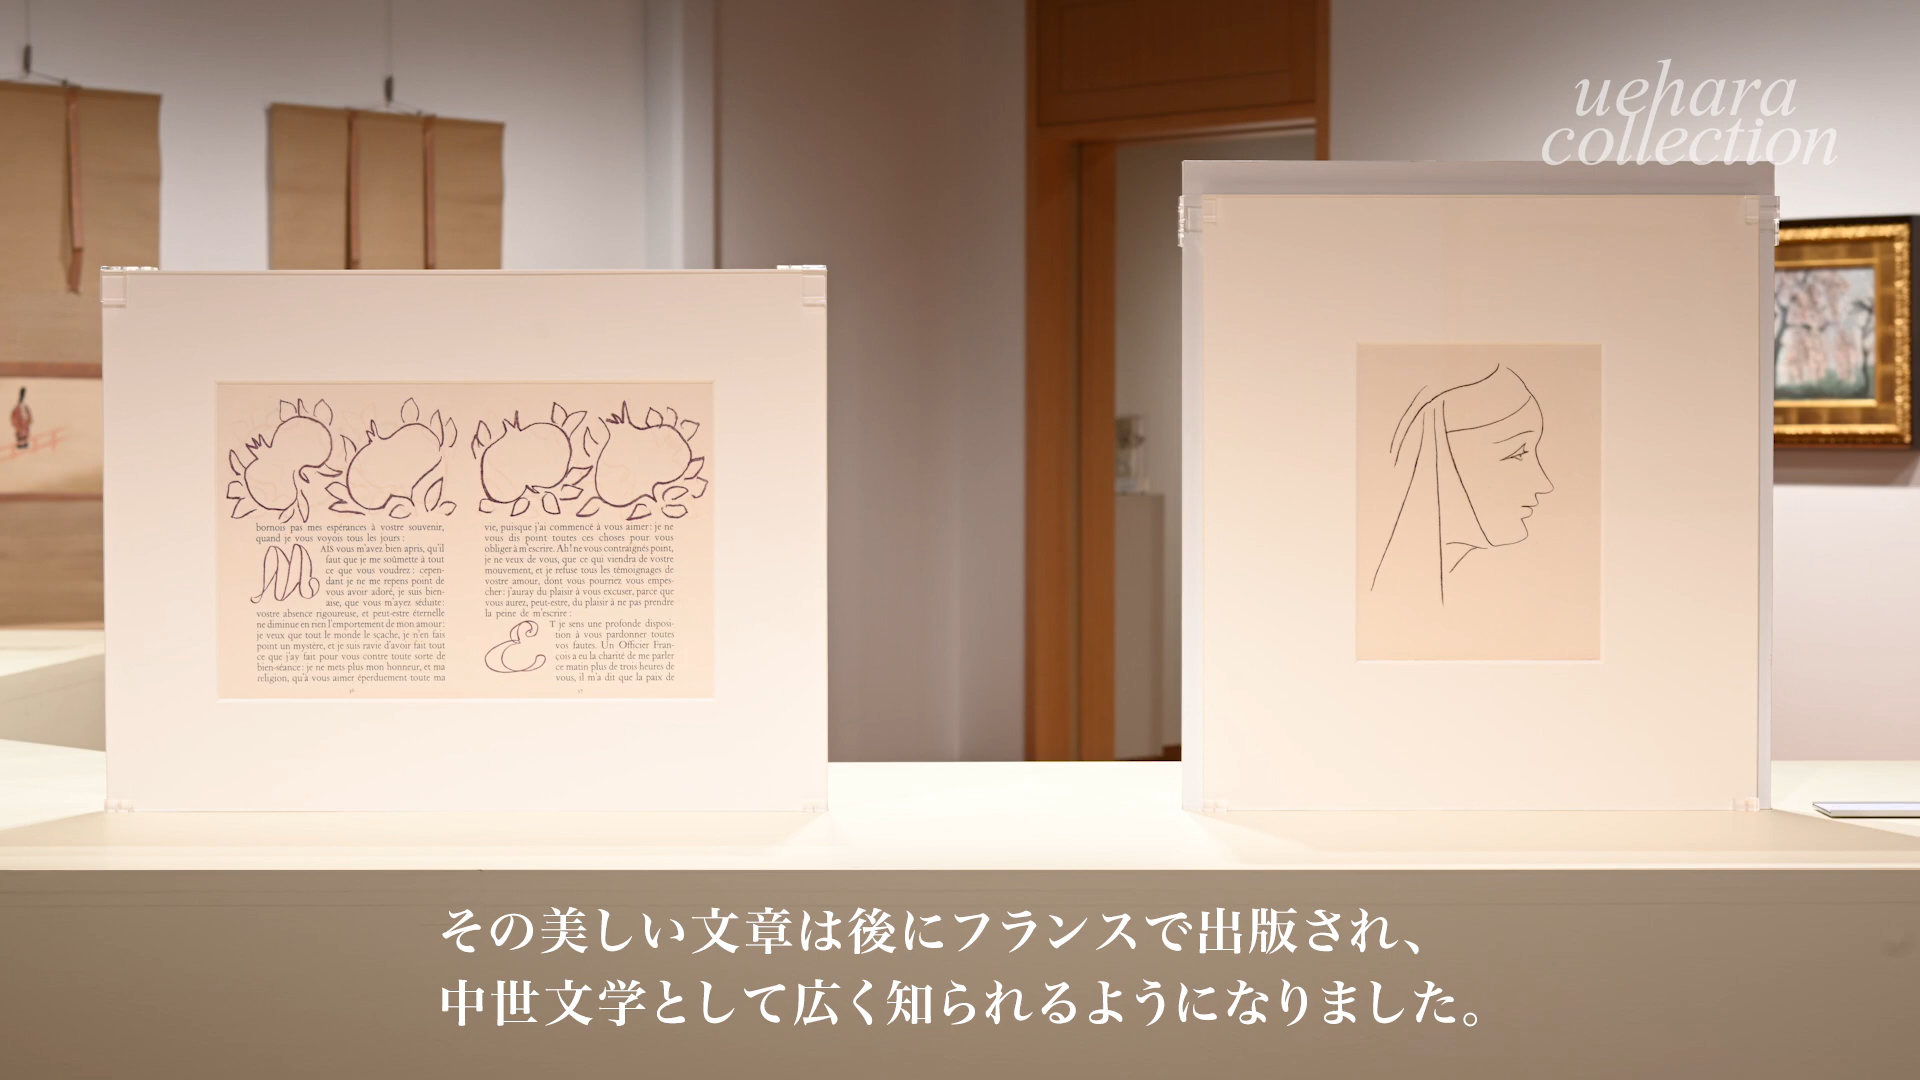 uehara
collection
bornois pas mes espérances à vostre souvenir,
quand je vous voyois tous les jours :
MAIS vous m'avez bien apris, qu'il
faut que je me soûmette à tout
ce que vous voudrez : cepen-
dant je ne me repens point de
vous avoir adoré, je suis bien-
aise, que vous m'ayez séduite :
vostre absence rigoureuse, et peut-estre éternelle
ne diminue en rien l'emportement de mon amour :
je veux que tout le monde le sçache, je n'en fais
point un mystére, et je suis ravie d'avoir fait tout
ce que j'ay fait pour vous contre toute sorte de
bien-séance : je ne mets plus mon honneur, et ma
religion, qu'à vous aimer éperduement toute ma
vie, puisque j'ai commencé à vous aimer : je ne
vous dis point toutes ces choses pour vous
obliger à m'escrire. Ah! ne vous contraignés point,
je ne veux de vous, que ce qui viendra de vostre
mouvement, et je refuse tous les témoignages de
vostre amour, dont vous pourriez vous empes-
cher : j'auray du plaisir à vous excuser, parce que
vous aurez, peut-estre, du plaisir à ne pas prendre
la peine de m'escrire :
ET je sens une profonde disposi-
tion à vous pardonner toutes
vos fautes. Un Officier Fran-
çois a eu la charité de me parler
ce matin plus de trois heures de
vous, il m'a dit que la paix de
その美しい文章は後にフランスで出版され、
中世文学として広く知られるようになりました。